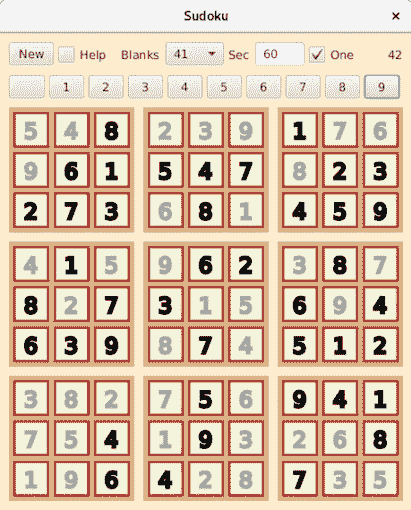 Sudoku ×
New Help Blanks 41 Sec 60 One 42
1 2 3 4 5 6 7 8 9
5 4 8 2 3 9 1 7 6
9 6 1 5 4 7 8 2 3
2 7 3 6 8 1 4 5 9
4 1 5 9 6 2 3 8 7
8 2 7 3 1 5 6 9 4
6 3 9 8 7 4 5 1 2
3 8 2 7 5 6 9 4 1
7 5 4 1 9 3 2 6 8
1 9 6 4 2 8 7 3 5